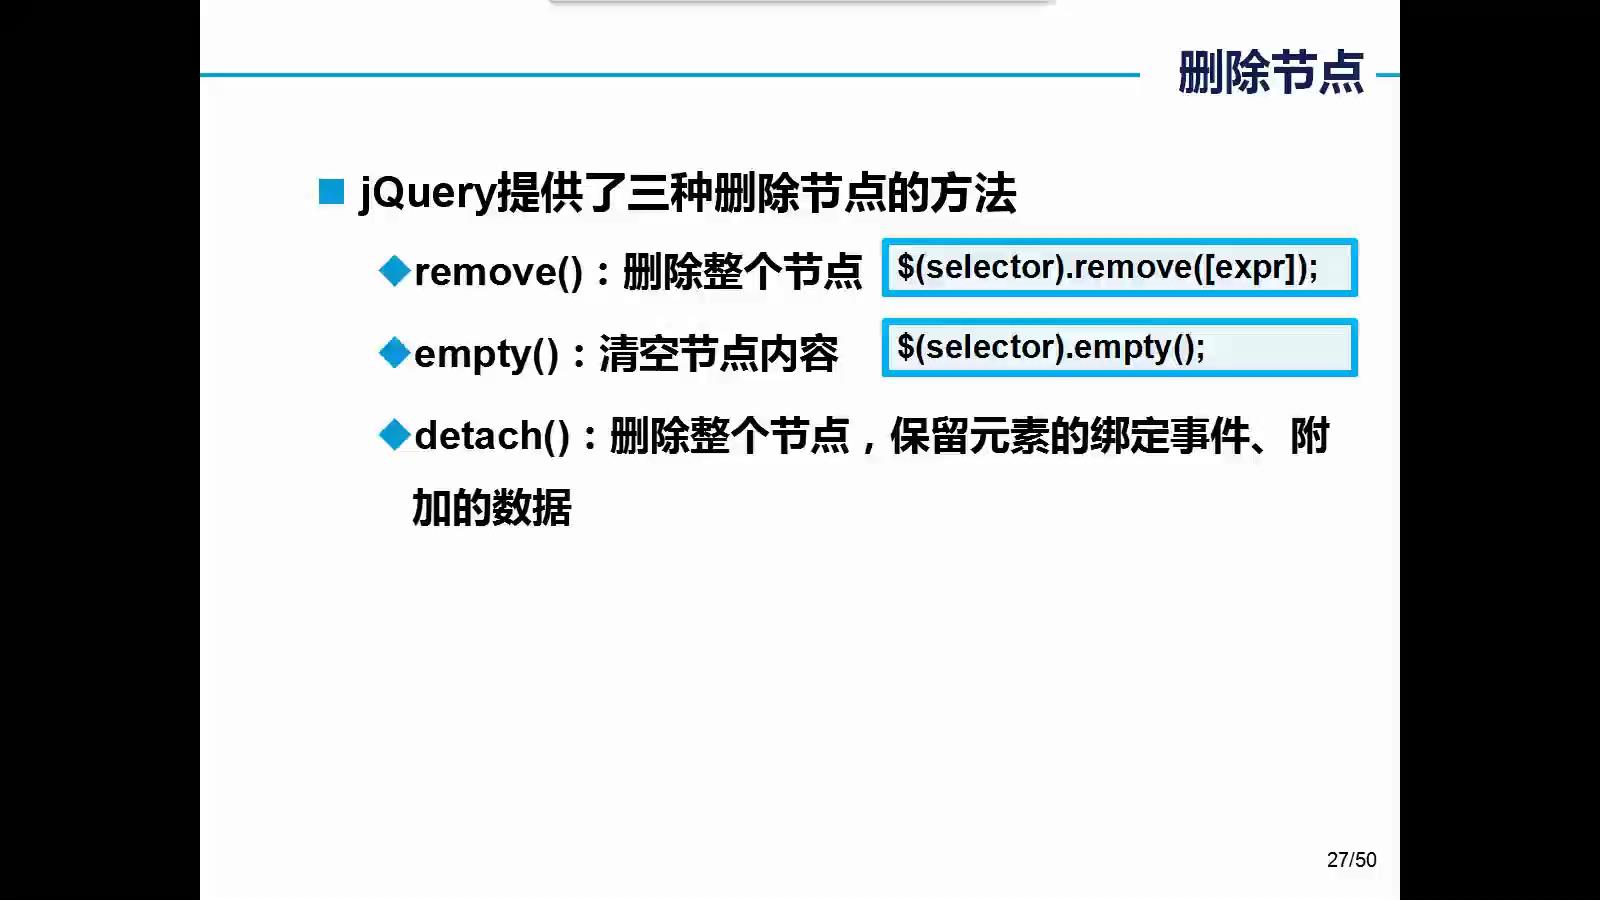 删除节点
jQuery提供了三种删除节点的方法
remove()：删除整个节点
$(selector).remove([expr]);
empty()：清空节点内容
$(selector).empty();
detach()：删除整个节点，保留元素的绑定事件、附
加的数据
27/50